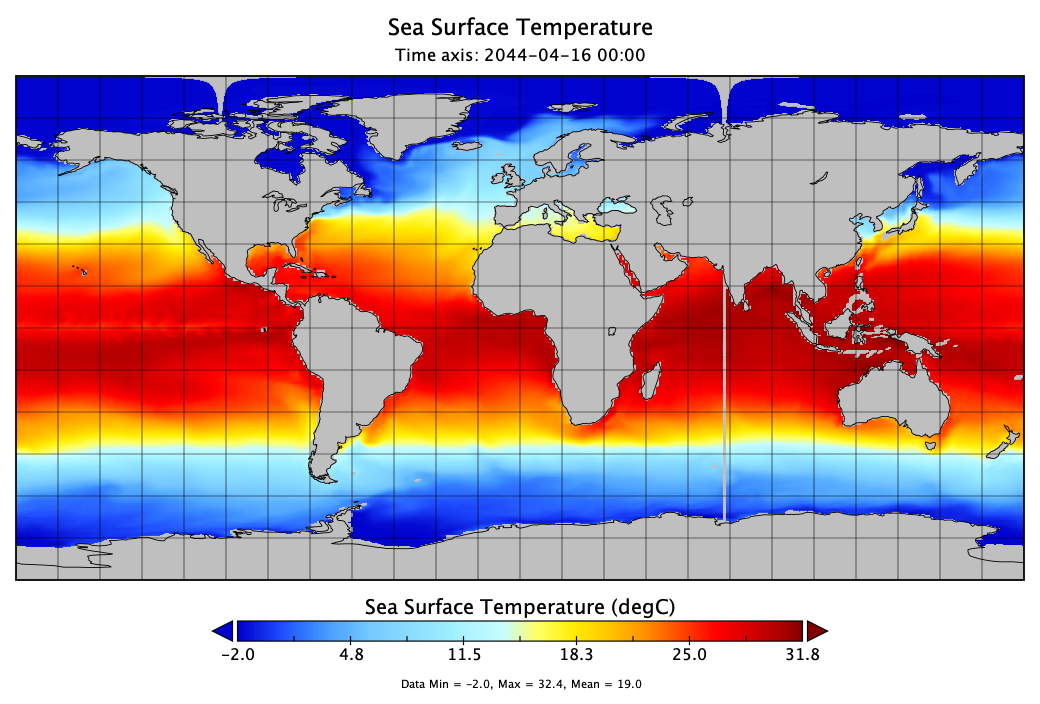 Sea Surface Temperature
Time axis: 2044-04-16 00:00
Sea Surface Temperature (degC)
-2.0 4.8 11.5 18.3 25.0 31.8
Data Min = -2.0, Max = 32.4, Mean = 19.0